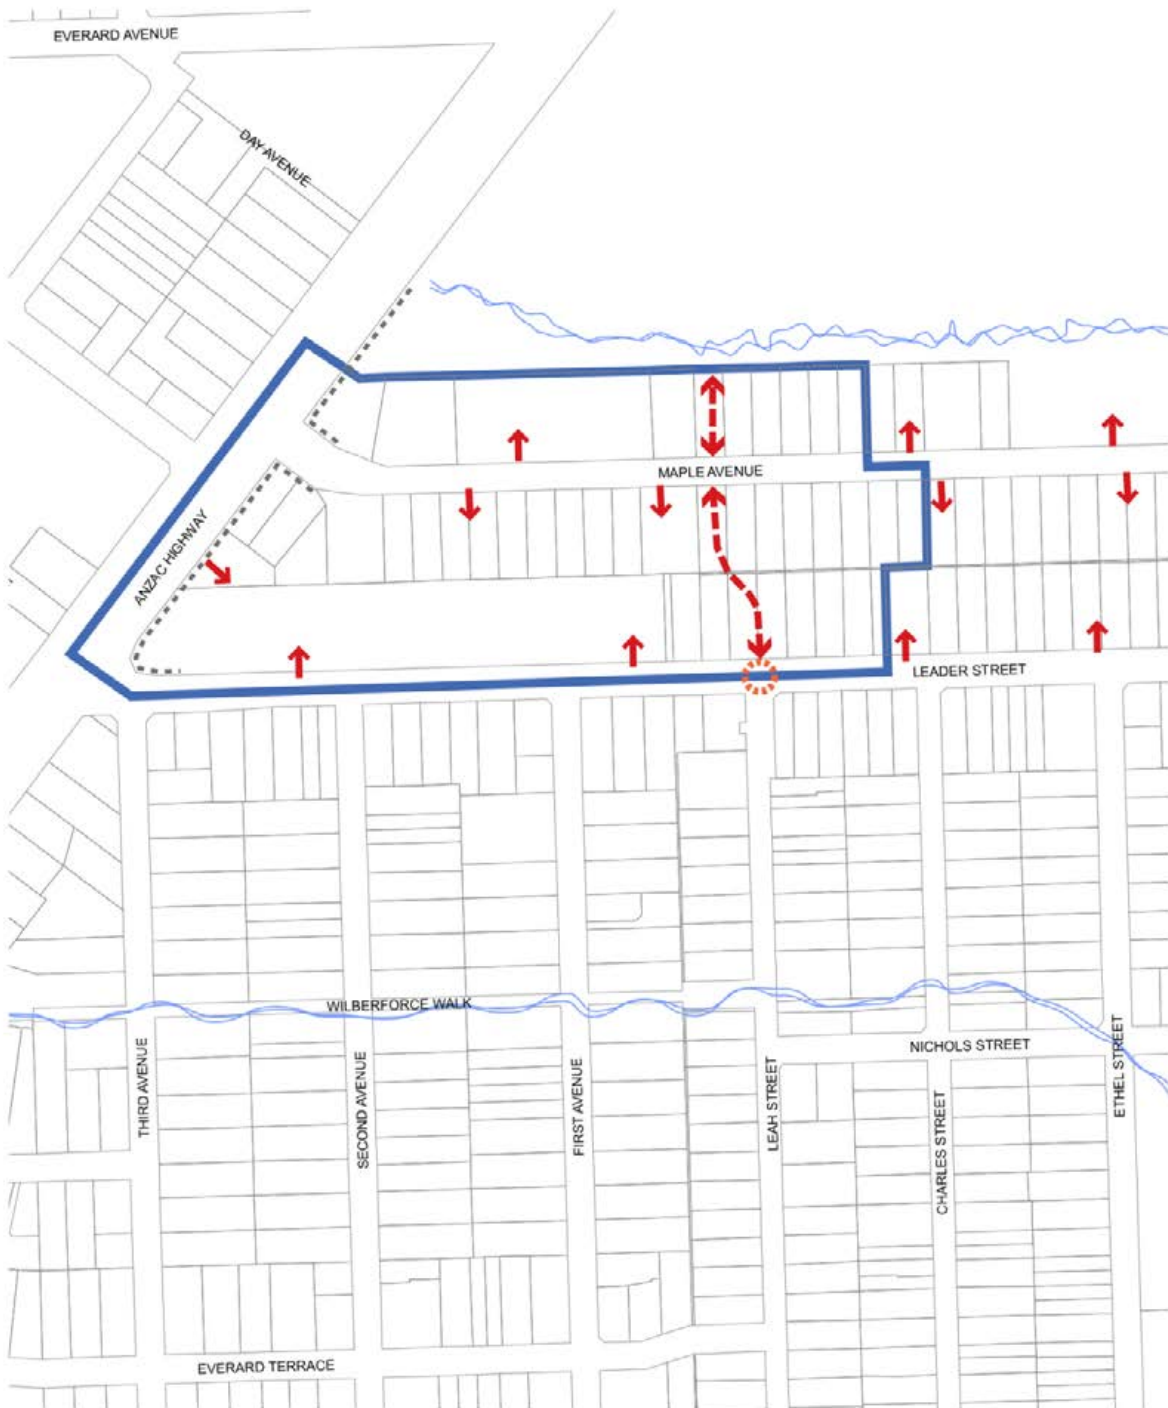 EVERARD AVENUE
DAY AVENUE
MAPLE AVENUE
ANZAC HIGHWAY
LEADER STREET
WILBERFORCE WALK
NICHOLS STREET
THIRD AVENUE
SECOND AVENUE
FIRST AVENUE
LEAH STREET
CHARLES STREET
ETHEL STREET
EVERARD TERRACE